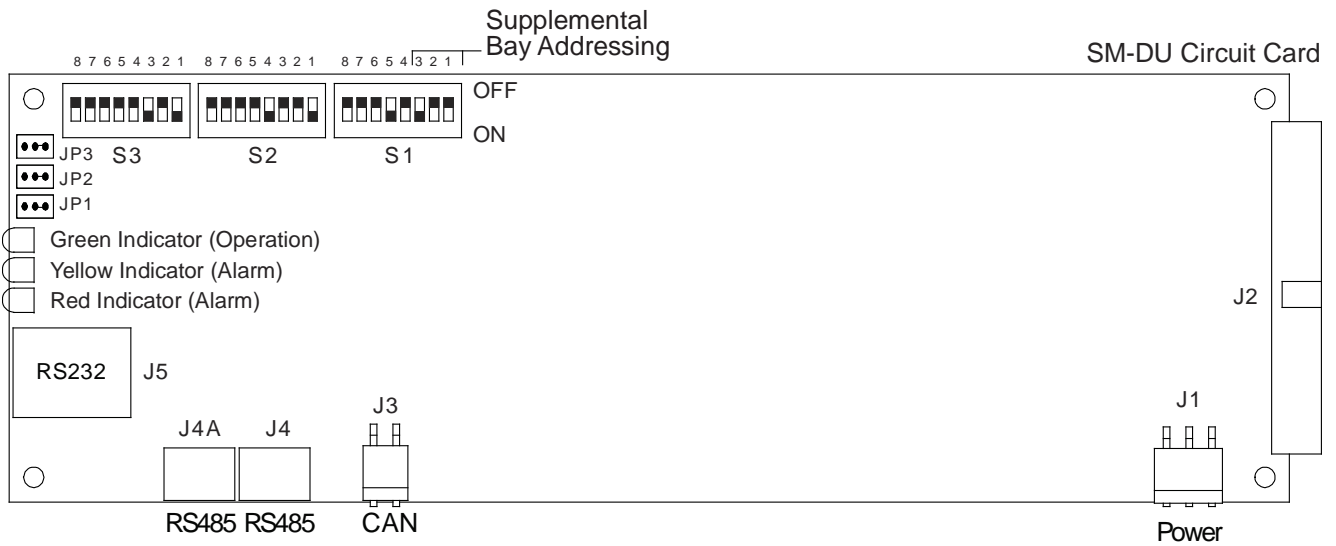 Supplemental
Bay Addressing
SM-DU Circuit Card
8 7 6 5 4 3 2 1
8 7 6 5 4 3 2 1
8 7 6 5 4 3 2 1
OFF
ON
S3
S2
S1
JP3
JP2
JP1
Green Indicator (Operation)
Yellow Indicator (Alarm)
Red Indicator (Alarm)
J2
RS232
J5
J3
J1
J4A
J4
RS485
RS485
CAN
Power